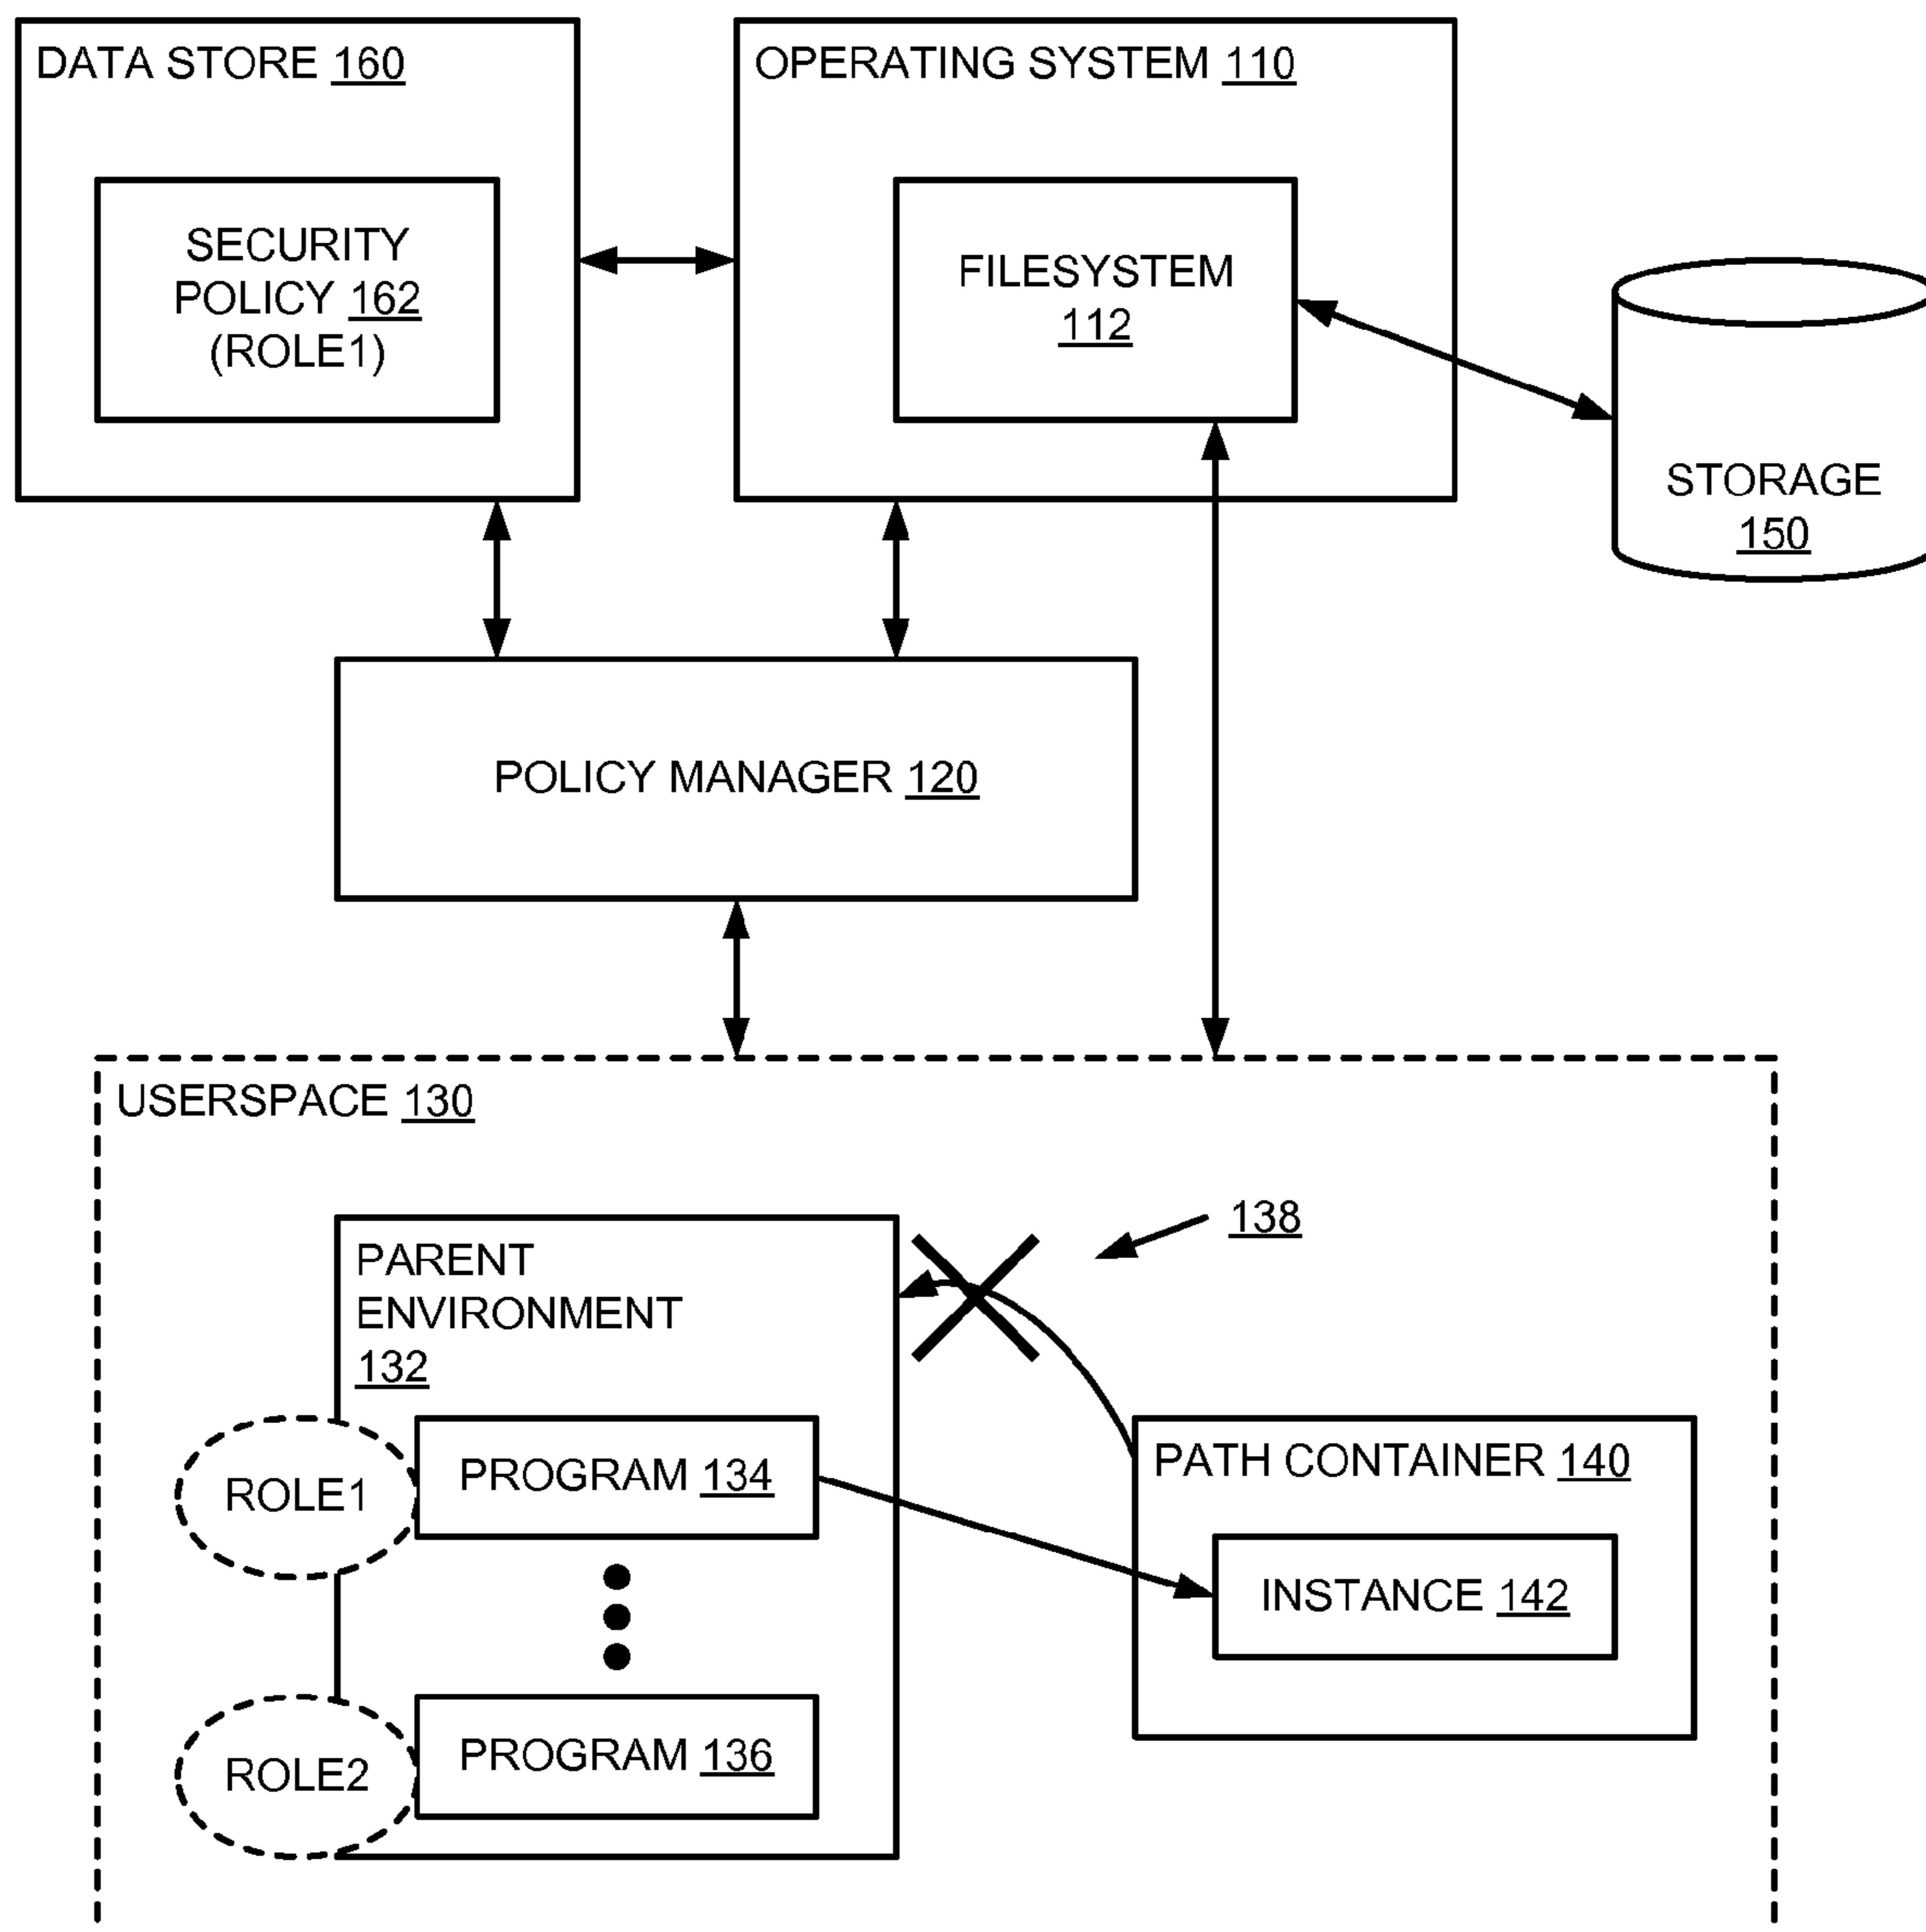 DATA STORE 160
OPERATING SYSTEM 110
SECURITY
POLICY 162
(ROLE1)
FILESYSTEM
112
STORAGE
150
POLICY MANAGER 120
USERSPACE 130
138
PARENT
ENVIRONMENT
132
ROLE1
PROGRAM 134
PATH CONTAINER 140
INSTANCE 142
ROLE2
PROGRAM 136